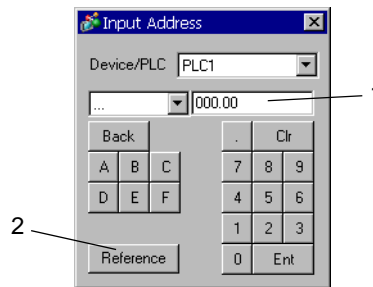 Input Address
Device/PLC PLC1
... 000.00
Back . Clr
A B C 7 8 9
D E F 4 5 6
1 2 3
2
Reference 0 Ent